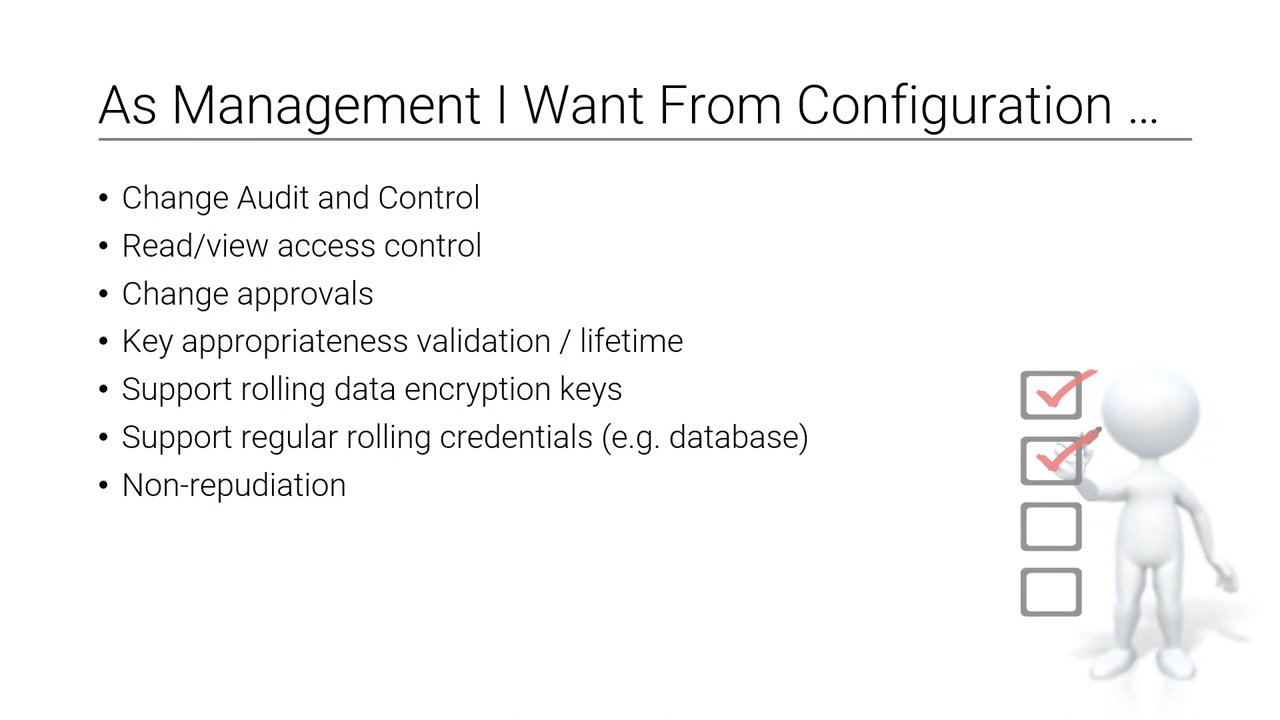 As Management I Want From Configuration ...
• Change Audit and Control
• Read/view access control
• Change approvals
• Key appropriateness validation / lifetime
• Support rolling data encryption keys
• Support regular rolling credentials (e.g. database)
• Non-repudiation